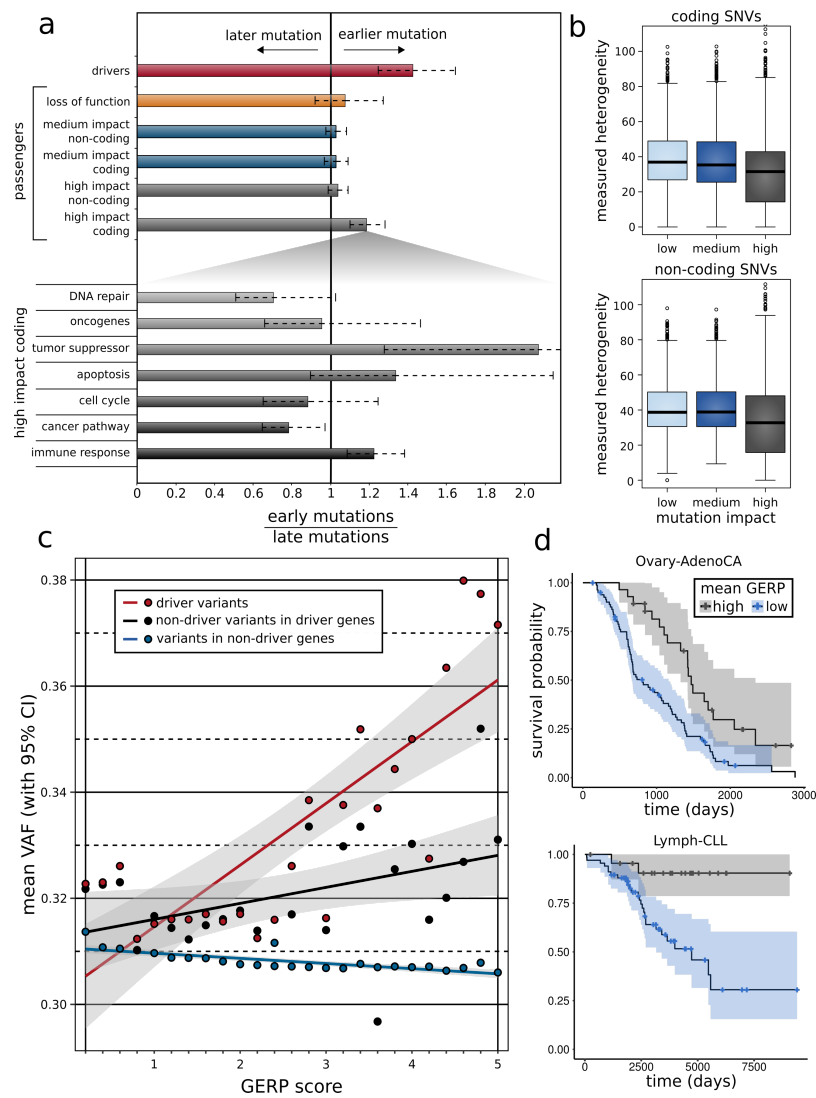 a
later mutation
earlier mutation
drivers
passengers
loss of function
medium impact
non-coding
medium impact
coding
high impact
non-coding
high impact
coding
high impact coding
DNA repair
oncogenes
tumor suppressor
apoptosis
cell cycle
cancer pathway
immune response
0 0.2 0.4 0.6 0.8 1 1.2 1.4 1.6 1.8 2.0
early mutations
late mutations
b
coding SNVs
measured heterogeneity
100
80
60
40
20
0
low medium high
non-coding SNVs
measured heterogeneity
100
80
60
40
20
0
low medium high
mutation impact
c
mean VAF (with 95% CI)
0.38
0.36
0.34
0.32
0.30
driver variants
non-driver variants in driver genes
variants in non-driver genes
1 2 3 4 5
GERP score
d
Ovary-AdenoCA
survival probability
1.00
0.75
0.50
0.25
0.00
mean GERP
high low
0 1000 2000 3000
time (days)
Lymph-CLL
1.00
0.75
0.50
0.25
0.00
0 2500 5000 7500
time (days)